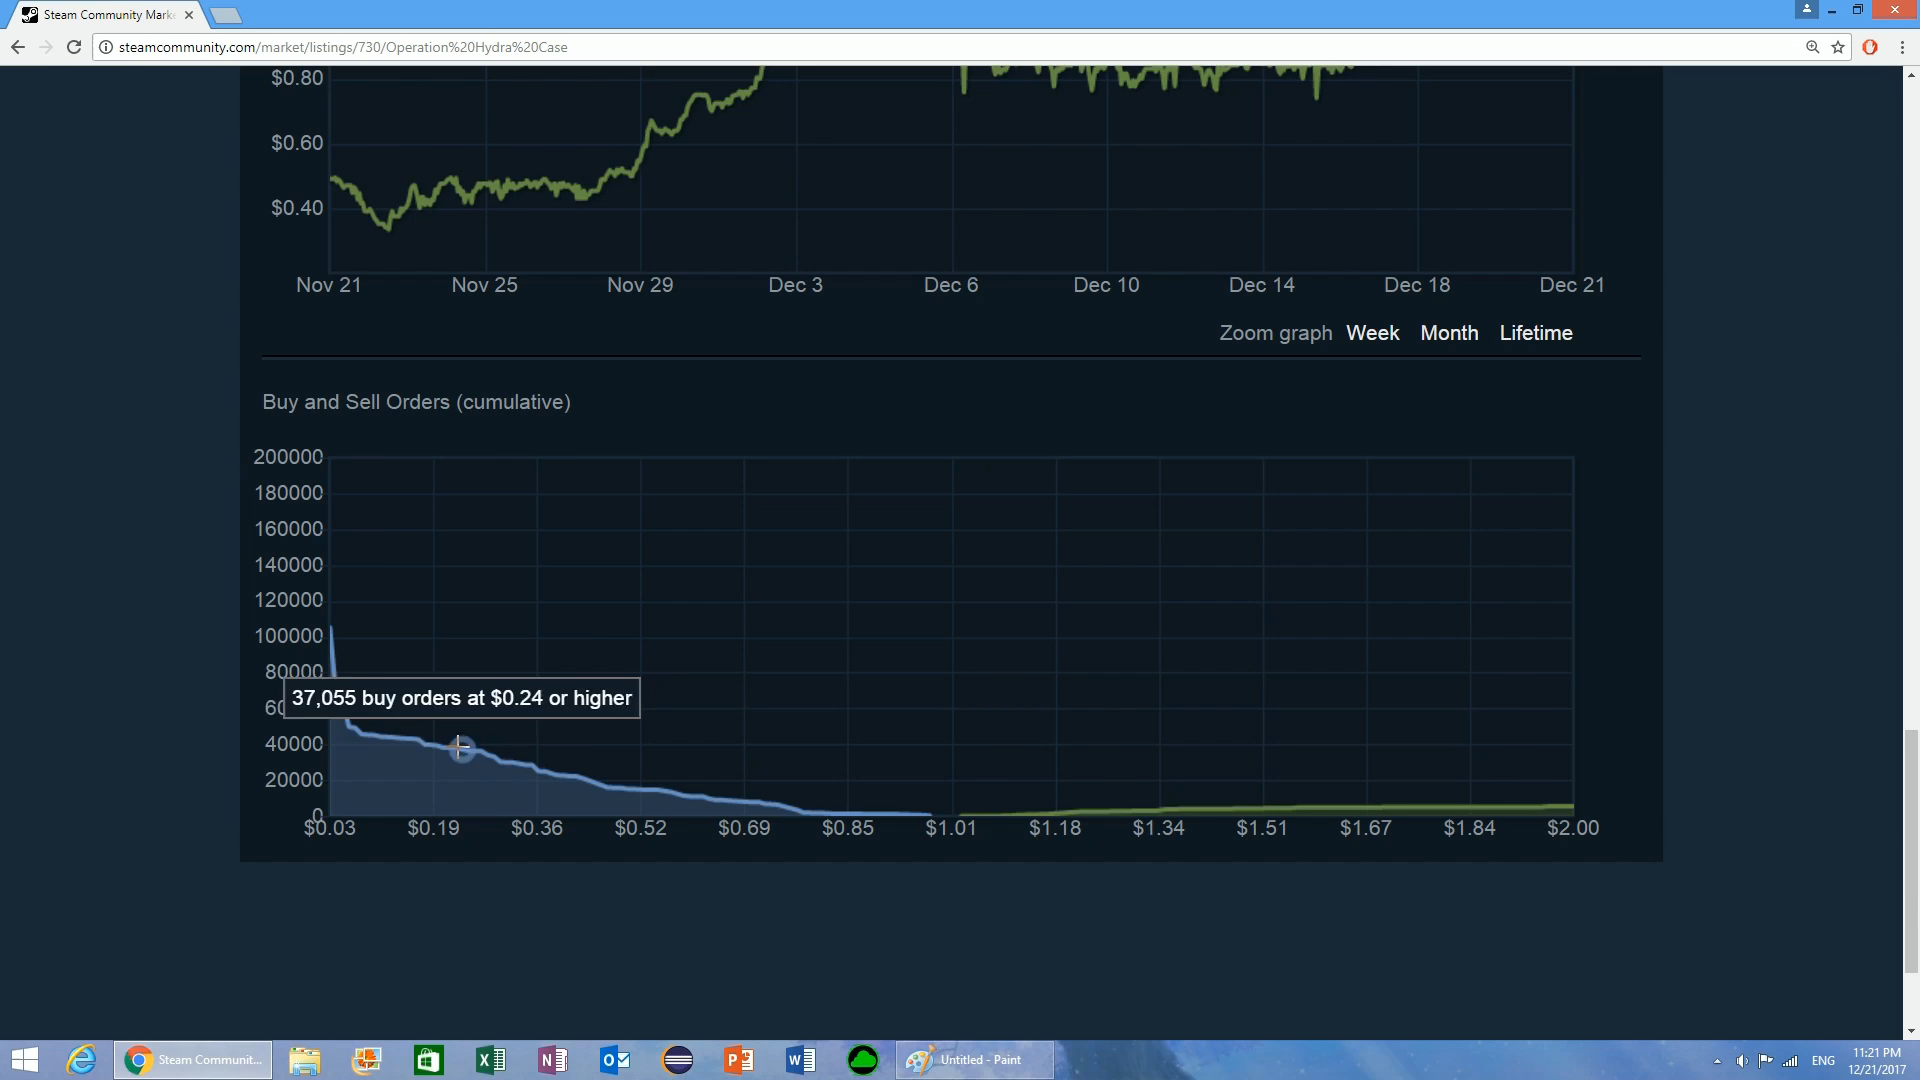 Steam Community Mark
steamcommunity.com/market/listings/730/Operation%20Hydra%20Case
$0.80
$0.60
$0.40
Nov 21 Nov 25 Nov 29 Dec 3 Dec 6 Dec 10 Dec 14 Dec 18 Dec 21
Zoom graph Week Month Lifetime
Buy and Sell Orders (cumulative)
200000
180000
160000
140000
120000
100000
80000
37,055 buy orders at $0.24 or higher
40000
20000
0
$0.03 $0.19 $0.36 $0.52 $0.69 $0.85 $1.01 $1.18 $1.34 $1.51 $1.67 $1.84 $2.00
Steam Communit...
Untitled - Paint
ENG
11:21 PM
12/21/2017